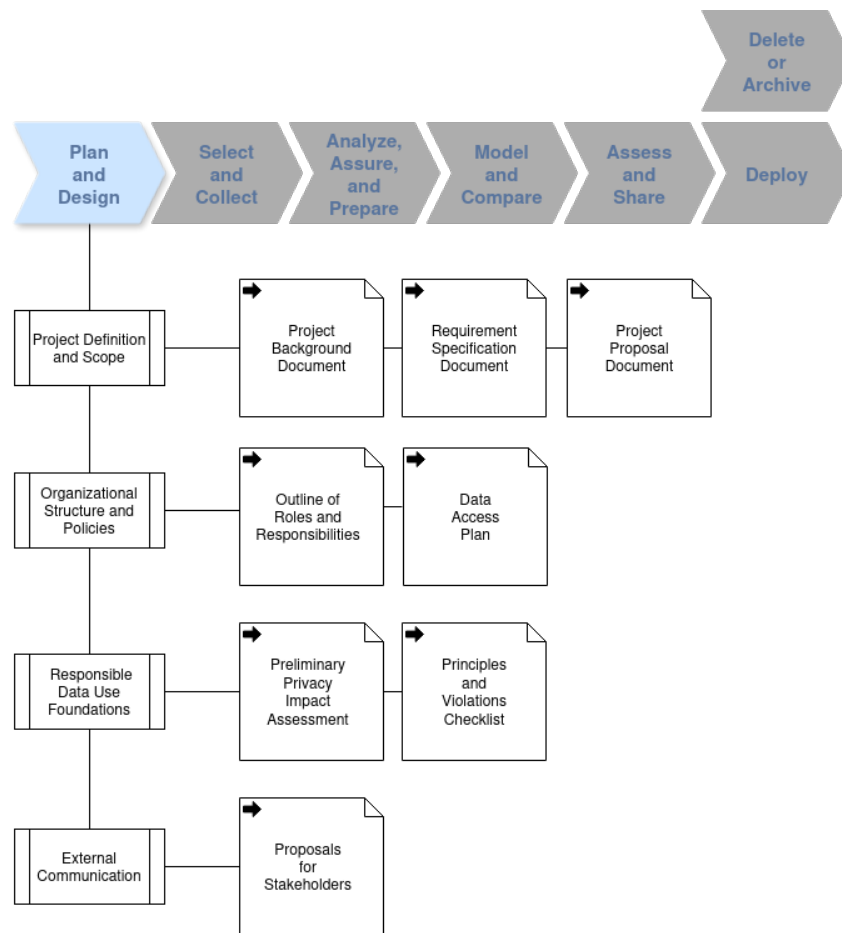 Delete
or
Archive
Plan
and
Design
Select
and
Collect
Analyze,
Assure,
and
Prepare
Model
and
Compare
Assess
and
Share
Deploy
Project Definition
and Scope
Project
Background
Document
Requirement
Specification
Document
Project
Proposal
Document
Organizational
Structure and
Policies
Outline of
Roles and
Responsibilities
Data
Access
Plan
Responsible
Data Use
Foundations
Preliminary
Privacy
Impact
Assessment
Principles
and
Violations
Checklist
External
Communication
Proposals
for
Stakeholders